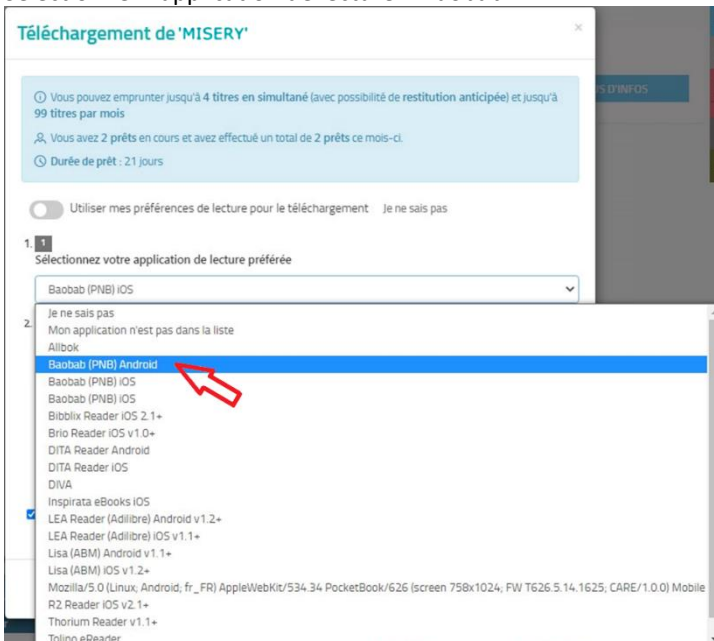 Téléchargement de 'MISERY'
×
Vous pouvez emprunter jusqu'à 4 titres en simultané (avec possibilité de restitution anticipée) et jusqu'à
99 titres par mois
Vous avez 2 prêts en cours et avez effectué un total de 2 prêts ce mois-ci.
Durée de prêt : 21 jours
D'INFOS
Utiliser mes préférences de lecture pour le téléchargement Je ne sais pas
1. 1
Sélectionnez votre application de lecture préférée
Baobab (PNB) iOS
2.
Je ne sais pas
Mon application n'est pas dans la liste
Allbok
Baobab (PNB) Android
Baobab (PNB) iOS
Baobab (PNB) iOS
Bibblix Reader iOS 2.1+
Brio Reader iOS v1.0+
DITA Reader Android
DITA Reader iOS
DIVA
Inspirata eBooks iOS
LEA Reader (Adilibre) Android v1.2+
LEA Reader (Adilibre) iOS v1.1+
Lisa (ABM) Android v1.1+
Lisa (ABM) iOS v1.2+
Mozilla/5.0 (Linux; Android; fr_FR) AppleWebKit/534.34 PocketBook/626 (screen 758x1024; FW T626.5.14.1625; CARE/1.0.0) Mobile
R2 Reader iOS v2.1+
Thorium Reader v1.1+
Tolino eReader